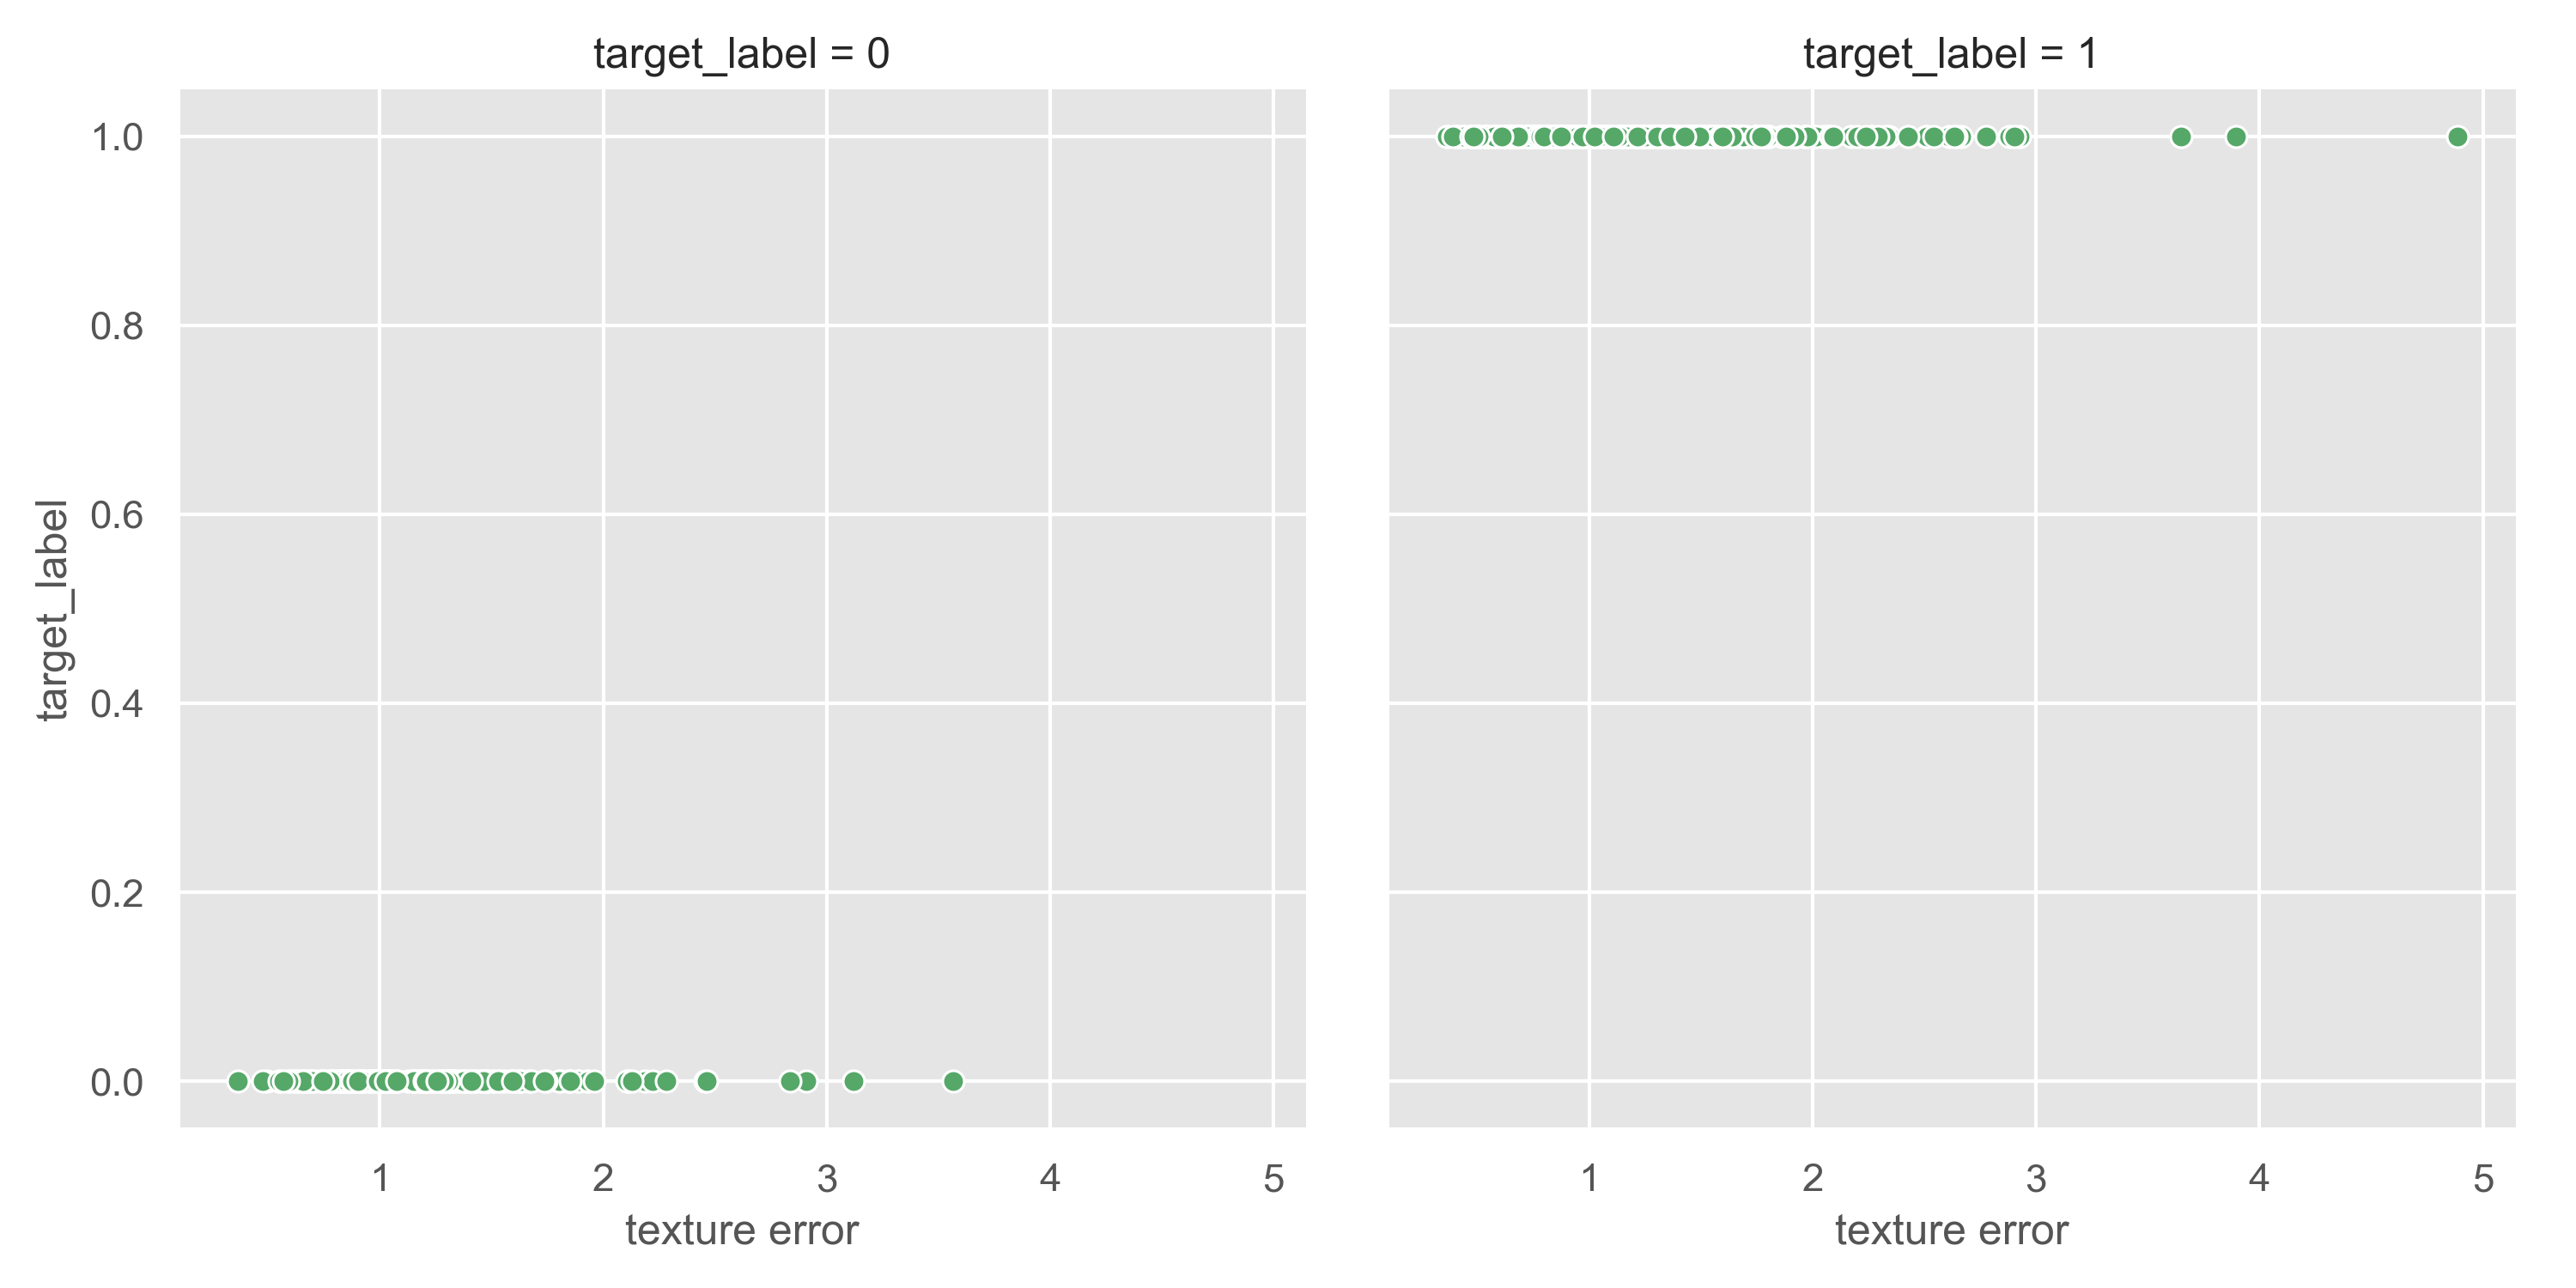 target_label = 0
target_label = 1
1.0
0.8
0.6
0.4
0.2
0.0
target_label
1 2 3 4 5
1 2 3 4 5
texture error
texture error